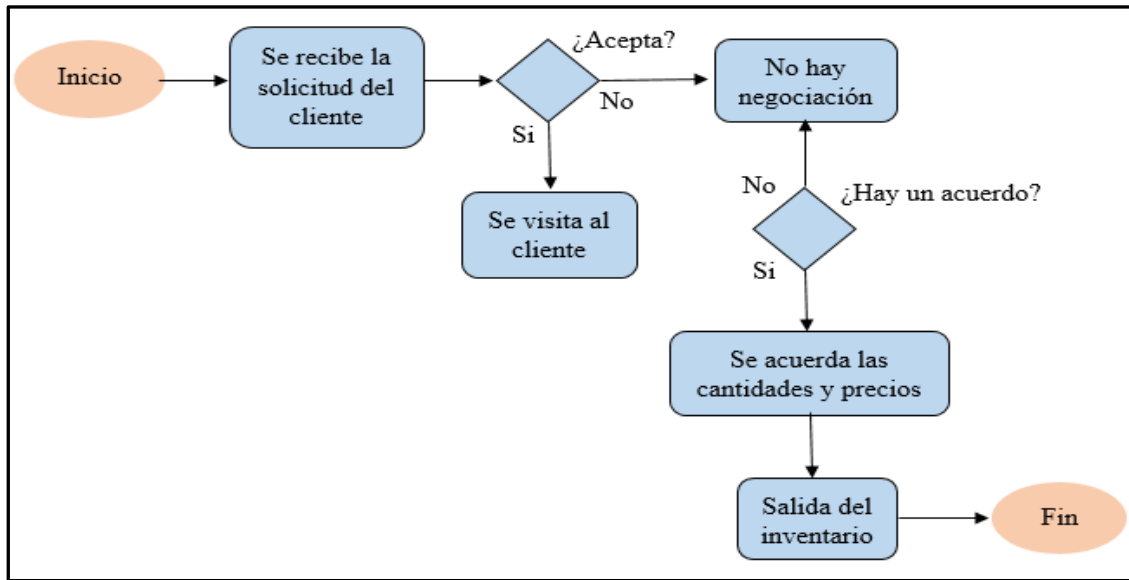 Inicio
Se recibe la
solicitud del
cliente
¿Acepta?
No
Si
No hay
negociación
Se visita al
cliente
No
¿Hay un acuerdo?
Si
Se acuerda las
cantidades y precios
Salida del
inventario
Fin